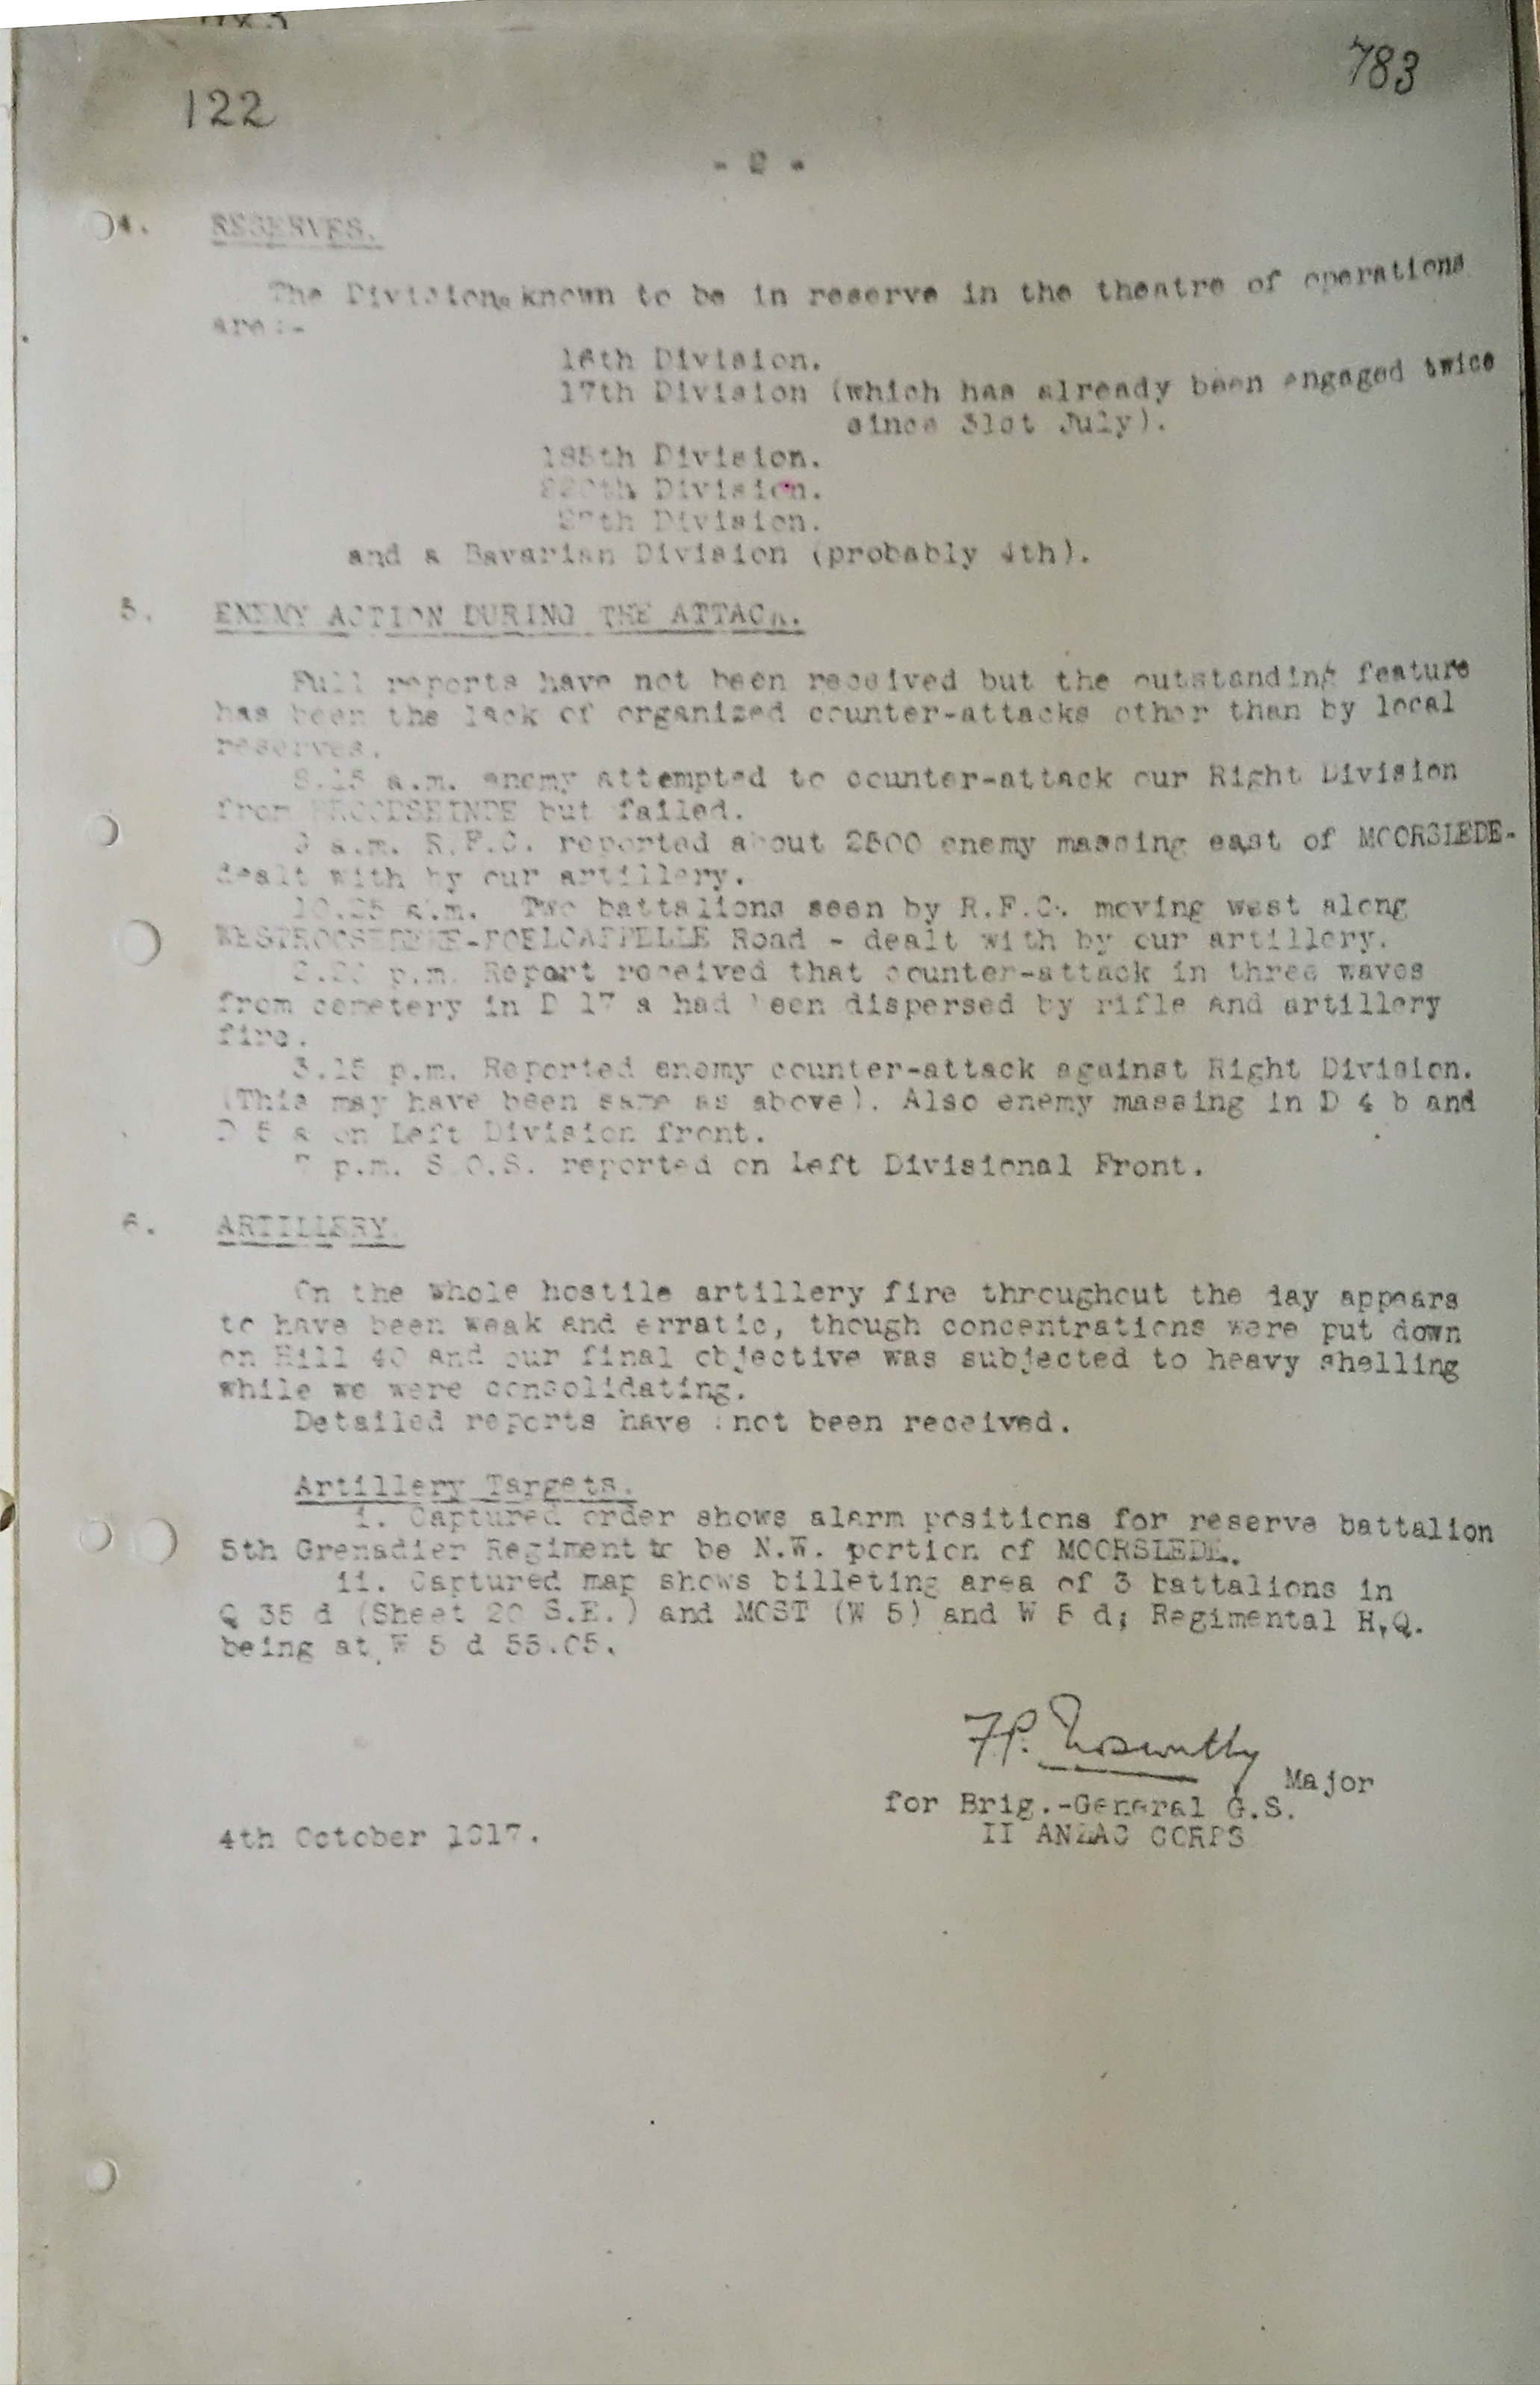 122
783
- 2 -
4. RESERVES.
The Divisions known to be in reserve in the theatre of operations
are:-
16th Division.
17th Division (which has already been engaged twice
since 31st July).
195th Division.
220th Division.
Division.
and a Bavarian Division (probably 4th).
5. ENEMY ACTION DURING THE ATTACK.
Full reports have not been received but the outstanding feature
has been the lack of organized counter-attacks other than by local
reserves.
8.15 a.m. enemy attempted to counter-attack our Right Division
from BROODSEINDE but failed.
a.m. R.F.C. reported about 2500 enemy massing east of MOORSLEDE-
dealt with by our artillery.
10.25 a.m. Two battalions seen by R.F.C. moving west along
WESTROOSEBEKE-POELCAPPELLE Road - dealt with by our artillery.
p.m. Report received that counter-attack in three waves
from cemetery in D 17 a had been dispersed by rifle and artillery
fire.
3.15 p.m. Reported enemy counter-attack against Right Division.
(This may have been same as above). Also enemy massing in D 4 b and
D 5 a on Left Division front.
p.m. S.O.S. reported on Left Divisional Front.
6. ARTILLERY.
On the whole hostile artillery fire throughout the day appears
to have been weak and erratic, though concentrations were put down
on Hill 40 and our final objective was subjected to heavy shelling
while we were consolidating.
Detailed reports have not been received.
Artillery Targets.
i. Captured order shows alarm positions for reserve battalion
5th Grenadier Regiment to be N.W. portion of MOORSLEDE.
ii. Captured map shows billeting area of 3 battalions in
Q 35 d (Sheet 20 S.E.) and MOST (W 5) and W 5 d; Regimental H.Q.
being at W 5 d 55.05.
F.P. Nosworthy
Major
for Brig.-General G.S.
4th October 1917.
II ANZAC CORPS